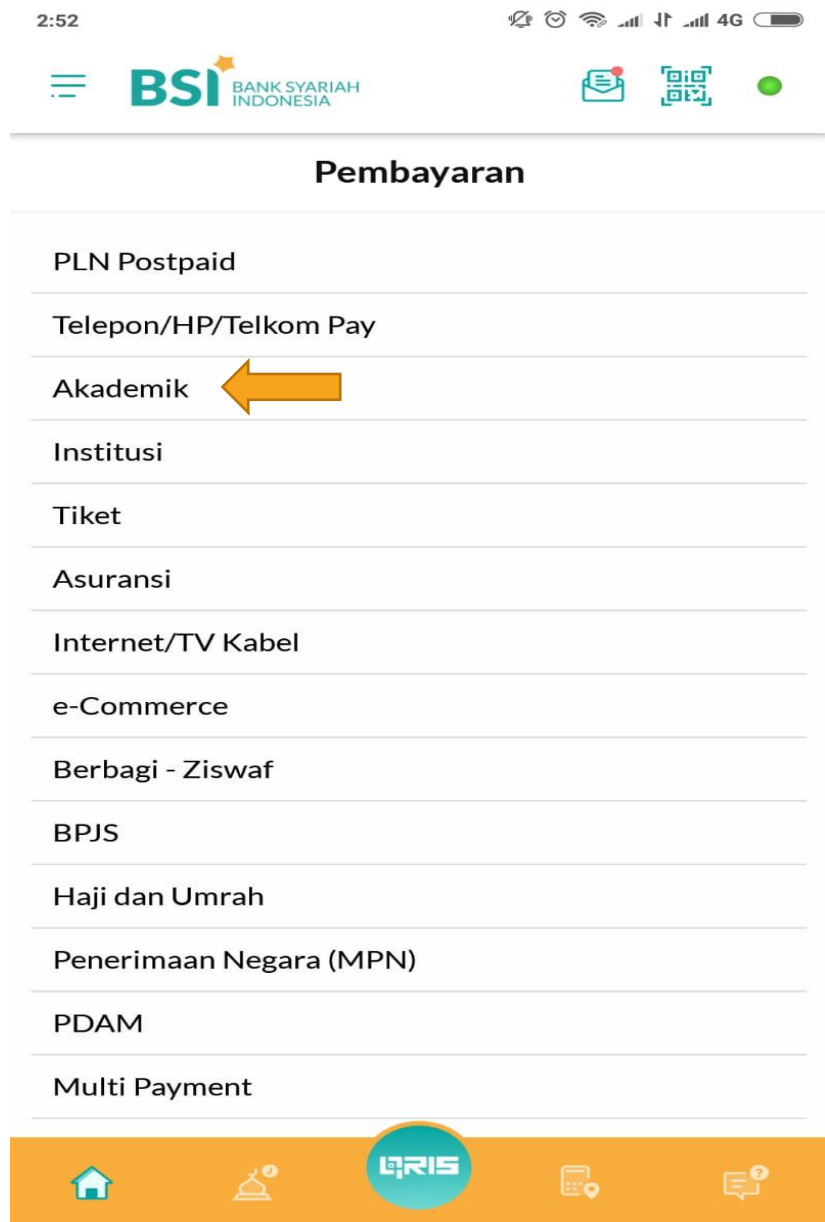 2:52
4G
BSI BANK SYARIAH
INDONESIA
Pembayaran
PLN Postpaid
Telepon/HP/Telkom Pay
Akademik
Institusi
Tiket
Asuransi
Internet/TV Kabel
e-Commerce
Berbagi - Ziswaf
BPJS
Haji dan Umrah
Penerimaan Negara (MPN)
PDAM
Multi Payment
QRIS